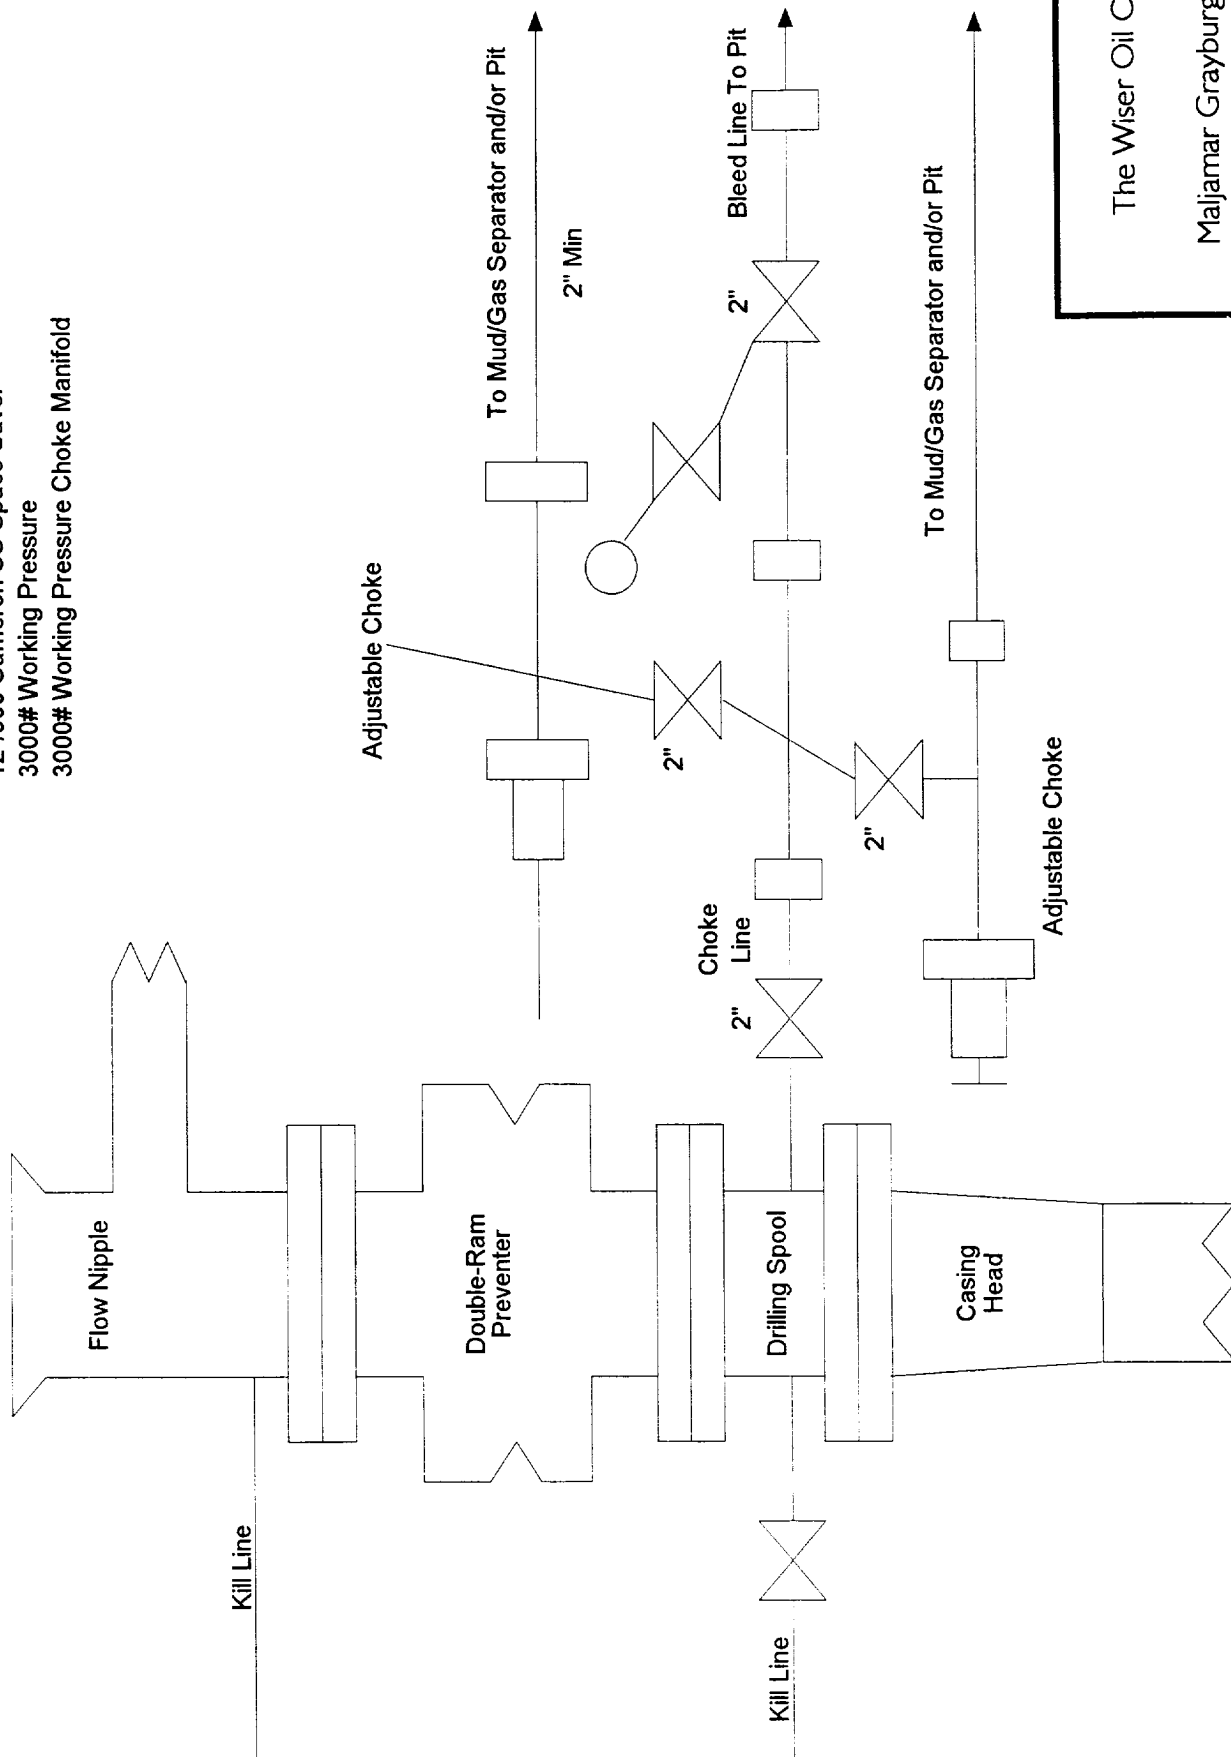 3000# Working Pressure
3000# Working Pressure Choke Manifold
Adjustable Choke
To Mud/Gas Separator and/or Pit
2" Min
Flow Nipple
Kill Line
Double-Ram
Preventer
2"
2"
Bleed Line To Pit
Choke
Line
2"
2"
Drilling Spool
Kill Line
To Mud/Gas Separator and/or Pit
Adjustable Choke
Casing
Head
The Wiser Oil C
Maljamar Grayburg